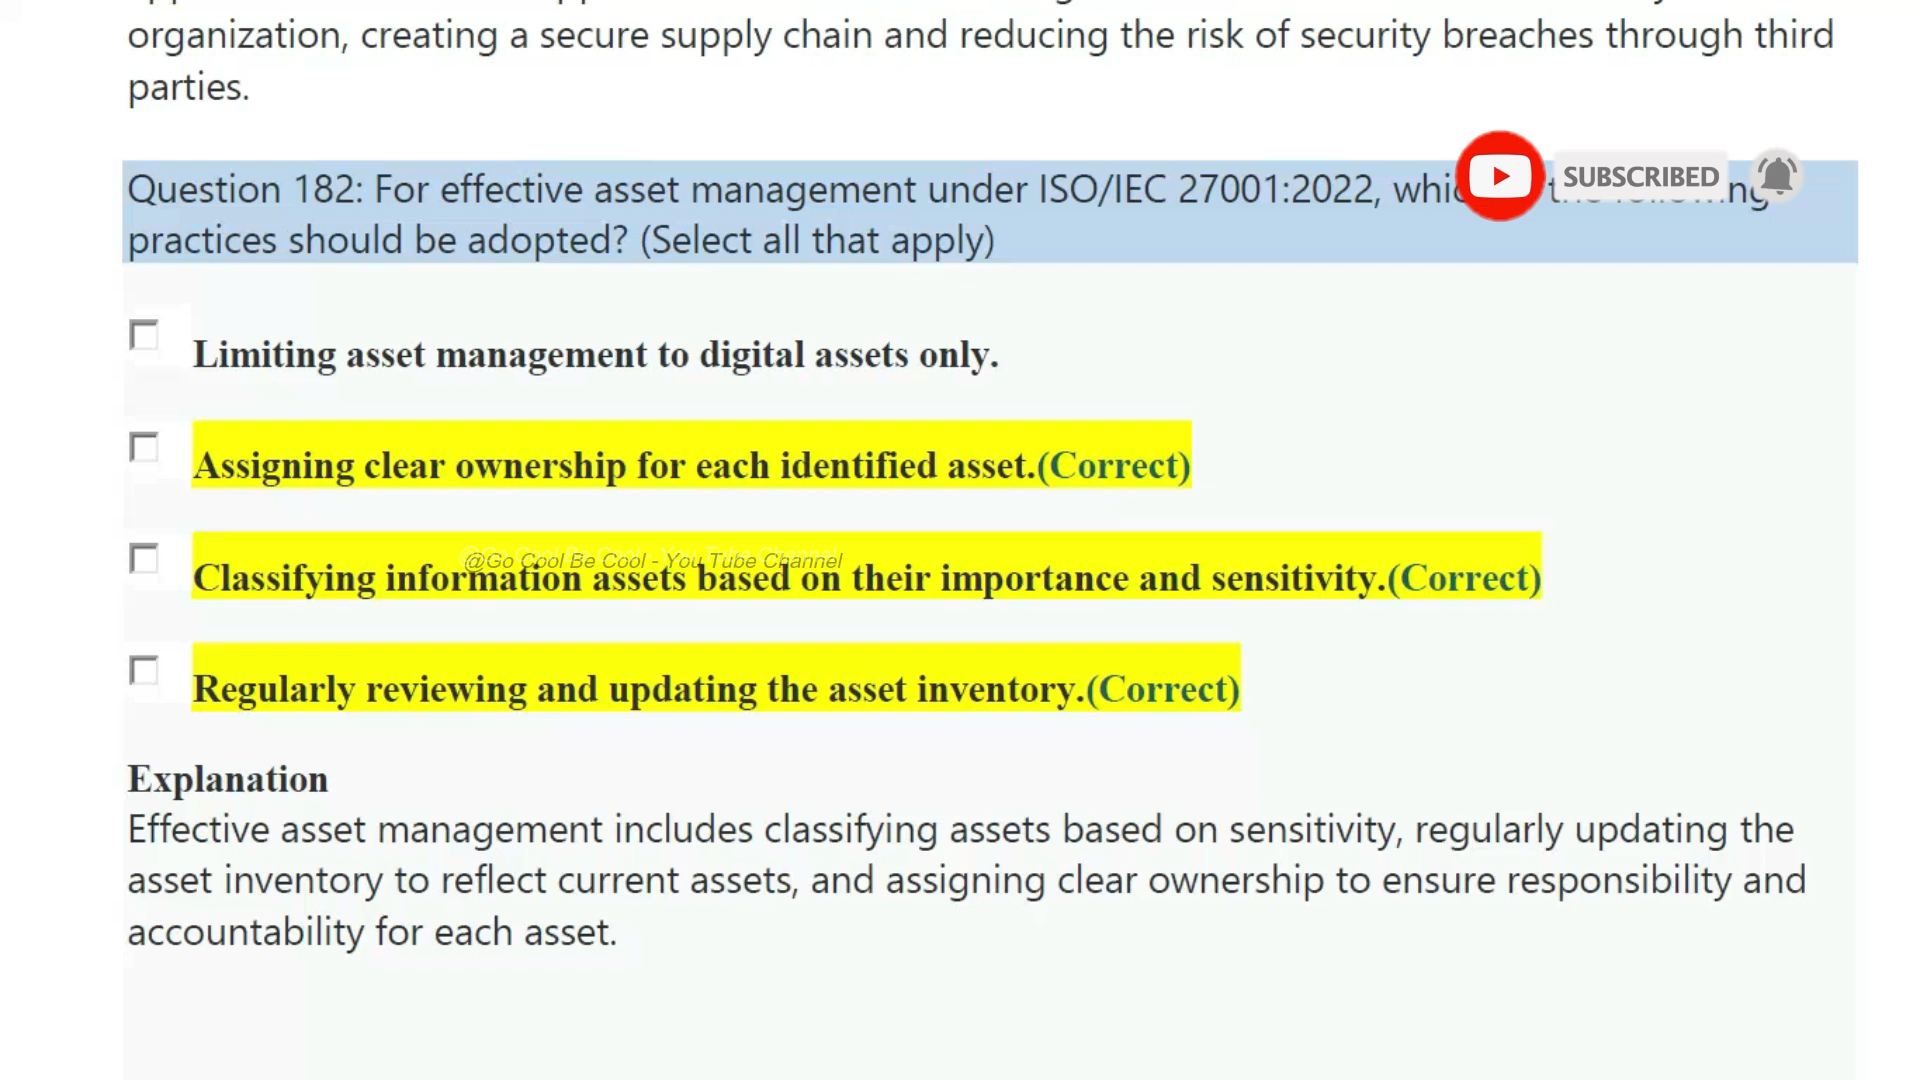 organization, creating a secure supply chain and reducing the risk of security breaches through third
parties.
Question 182: For effective asset management under ISO/IEC 27001:2022,
SUBSCRIBED
practices should be adopted? (Select all that apply)
Limiting asset management to digital assets only.
Assigning clear ownership for each identified asset.(Correct)
@Go Cool Be Cool - You Tube Channel
Classifying information assets based on their importance and sensitivity.(Correct)
Regularly reviewing and updating the asset inventory.(Correct)
Explanation
Effective asset management includes classifying assets based on sensitivity, regularly updating the
asset inventory to reflect current assets, and assigning clear ownership to ensure responsibility and
accountability for each asset.